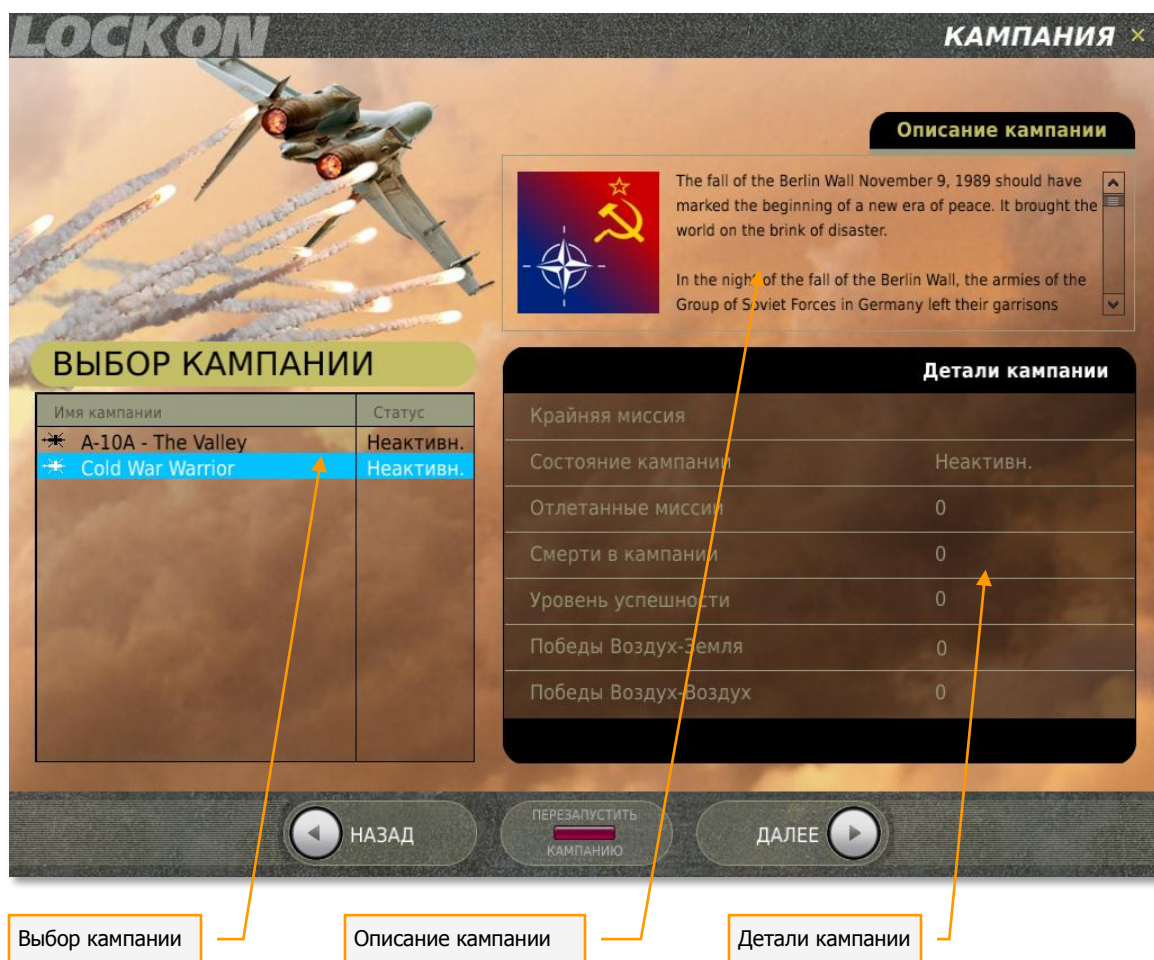 LOCKON
КАМПАНИЯ ×
Описание кампании
The fall of the Berlin Wall November 9, 1989 should have
marked the beginning of a new era of peace. It brought the
world on the brink of disaster.
In the night of the fall of the Berlin Wall, the armies of the
Group of Soviet Forces in Germany left their garrisons
ВЫБОР КАМПАНИИ
Имя кампании Статус
A-10A - The Valley Неактивн.
Cold War Warrior Неактивн.
Детали кампании
Крайняя миссия
Состояние кампании Неактивн.
Отлетанные миссии 0
Смерти в кампании 0
Уровень успешности 0
Победы Воздух-Земля 0
Победы Воздух-Воздух 0
НАЗАД
ПЕРЕЗАПУСТИТЬ
КАМПАНИЮ
ДАЛЕЕ
Выбор кампании
Описание кампании
Детали кампании